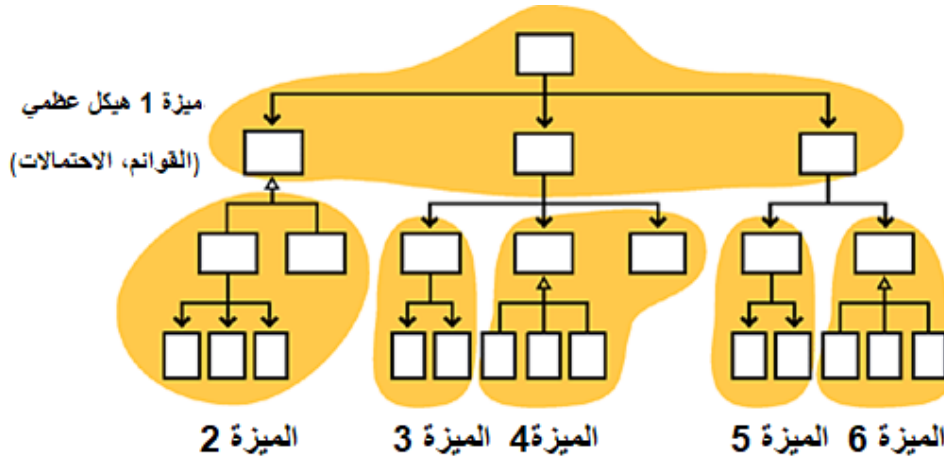 ميزة 1 هيكل عظمي
(القوائم، الاحتمالات)
الميزة 2
الميزة 3
الميزة4
الميزة 5
الميزة 6